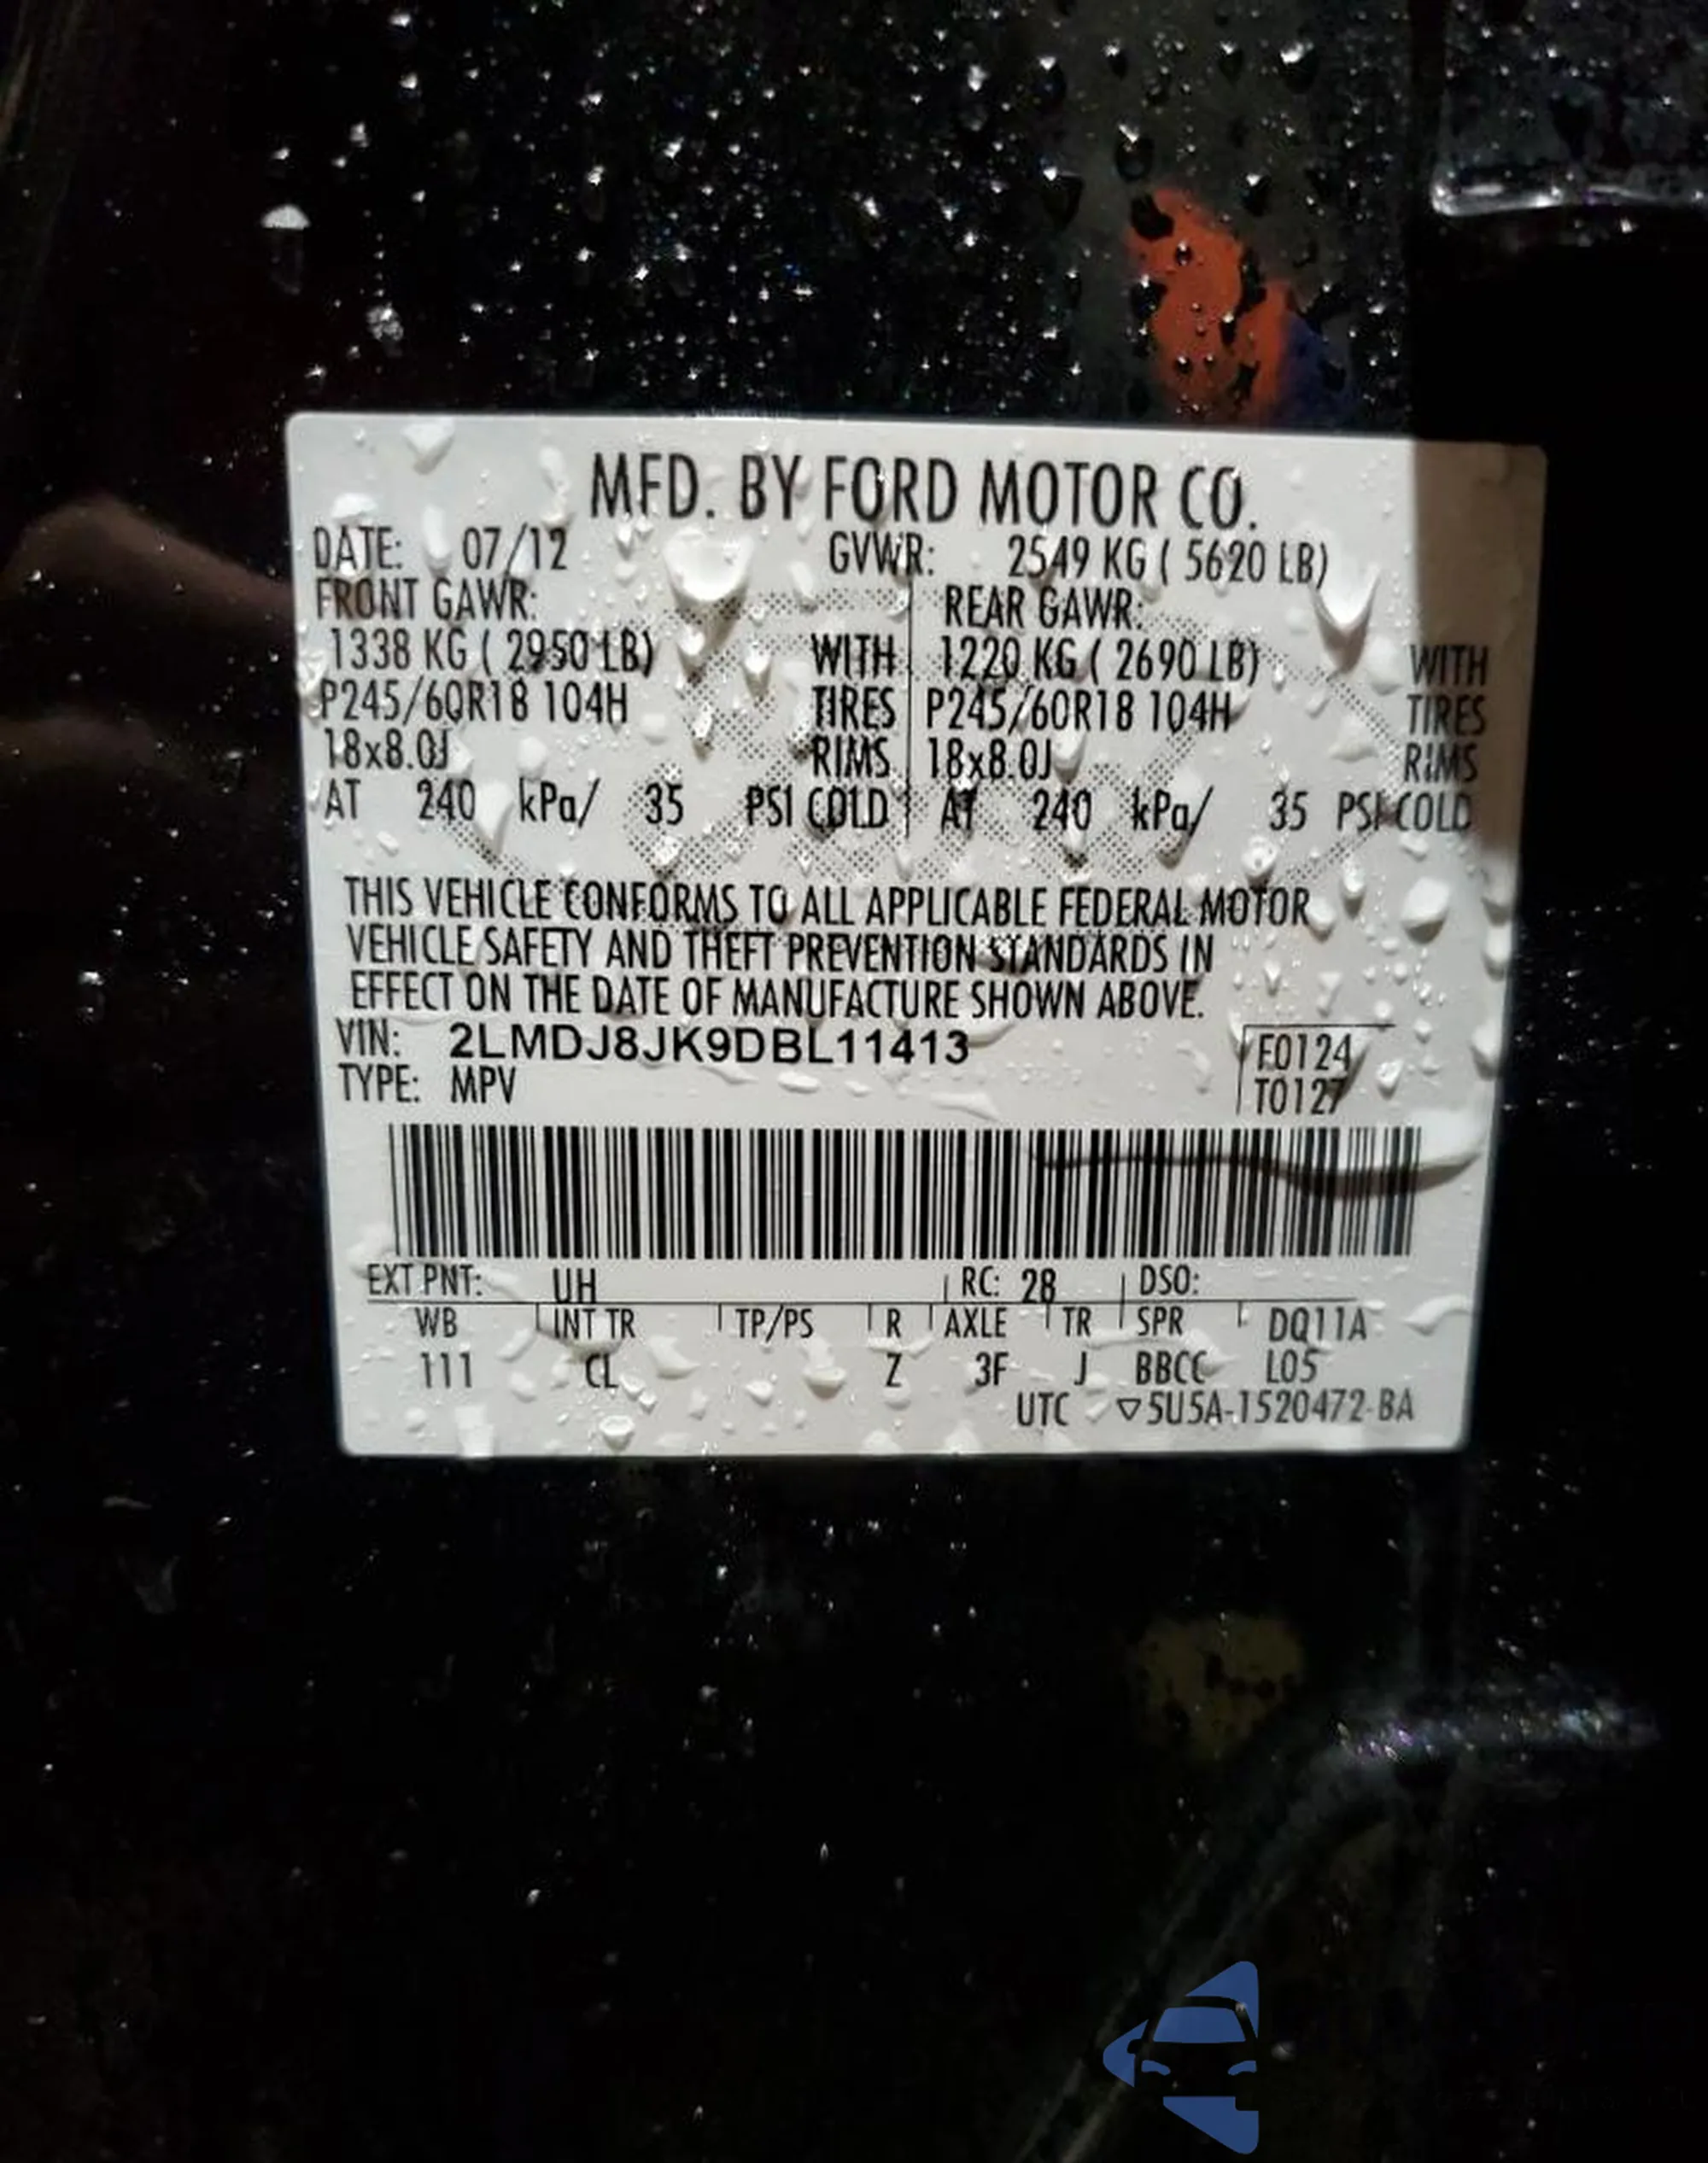 MFD. BY FORD MOTOR CO.
DATE: 07/12 GVWR: 2549 KG ( 5620 LB)
FRONT GAWR: REAR GAWR:
1338 KG ( 2950 LB) WITH 1220 KG ( 2690 LB) WITH
P245/60R18 104H TIRES P245/60R18 104H TIRES
18x8.0J RIMS 18x8.0J RIMS
AT 240 kPa/ 35 PSI COLD AT 240 kPa/ 35 PSI COLD
THIS VEHICLE CONFORMS TO ALL APPLICABLE FEDERAL MOTOR
VEHICLE SAFETY AND THEFT PREVENTION STANDARDS IN
EFFECT ON THE DATE OF MANUFACTURE SHOWN ABOVE.
VIN: 2LMDJ8JK9DBL11413 F0124
TYPE: MPV T0127
EXT PNT: UH RC: 28 DSO:
WB INT TR TP/PS R AXLE TR SPR DQ11A
111 CL Z 3F J BBCC L05
UTC ▽5U5A-1520472-BA